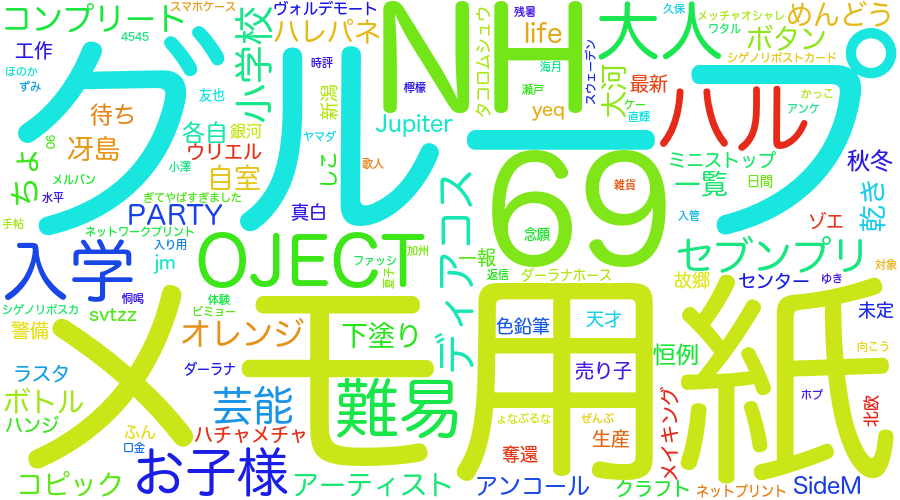 コンプリート
スマホケース
ヴォルデモート
NH
タコロムシュウ
life
大人
久保
メッチャオシャレ
めんどう
4545
小学校
ハレパネ
残暑
ワタル
ボタン
工作
ほのか
ずみ
時評
檸檬
海月
スウェーデン
シゲノリポストカード
グループ
友也
新潟
瀬戸
大河
最新
かっこ
待ち
各自
銀河
ヤマダ
Jupiter
yeq
ケー
直輝
ハル
アンケ
冴島
06
ウリエル
しこ
歌人
ミニストップ
秋冬
ちょ
メルバン
小澤
自室
69
雑貨
一覧
日間
水平
ぎてやばすぎました
手帖
PARTY
真白
ディアコス
入管
ゾエ
乾き
ネットワークプリント
念願
入学
入り用
jm
OJECT
加州
一報
セブンプリ
ファッシ
夏子
返信
ダーラナホース
故郷
センター
ゆき
対象
シゲノリポスカ
svtzz
恫喝
体験
ビミョー
メモ用紙
警備
オレンジ
下塗り
色鉛筆
天才
未定
恒例
向こう
ラスタ
ダーラナ
売り子
ボトル
芸能
難易
ホブ
北欧
ハンジ
ふん
ハチャメチャ
ょなぶるな
ぜんぶ
メイキング
口金
生産
奪還
コピック
お子様
アーティスト
アンコール
クラフト
ネットプリント
SideM